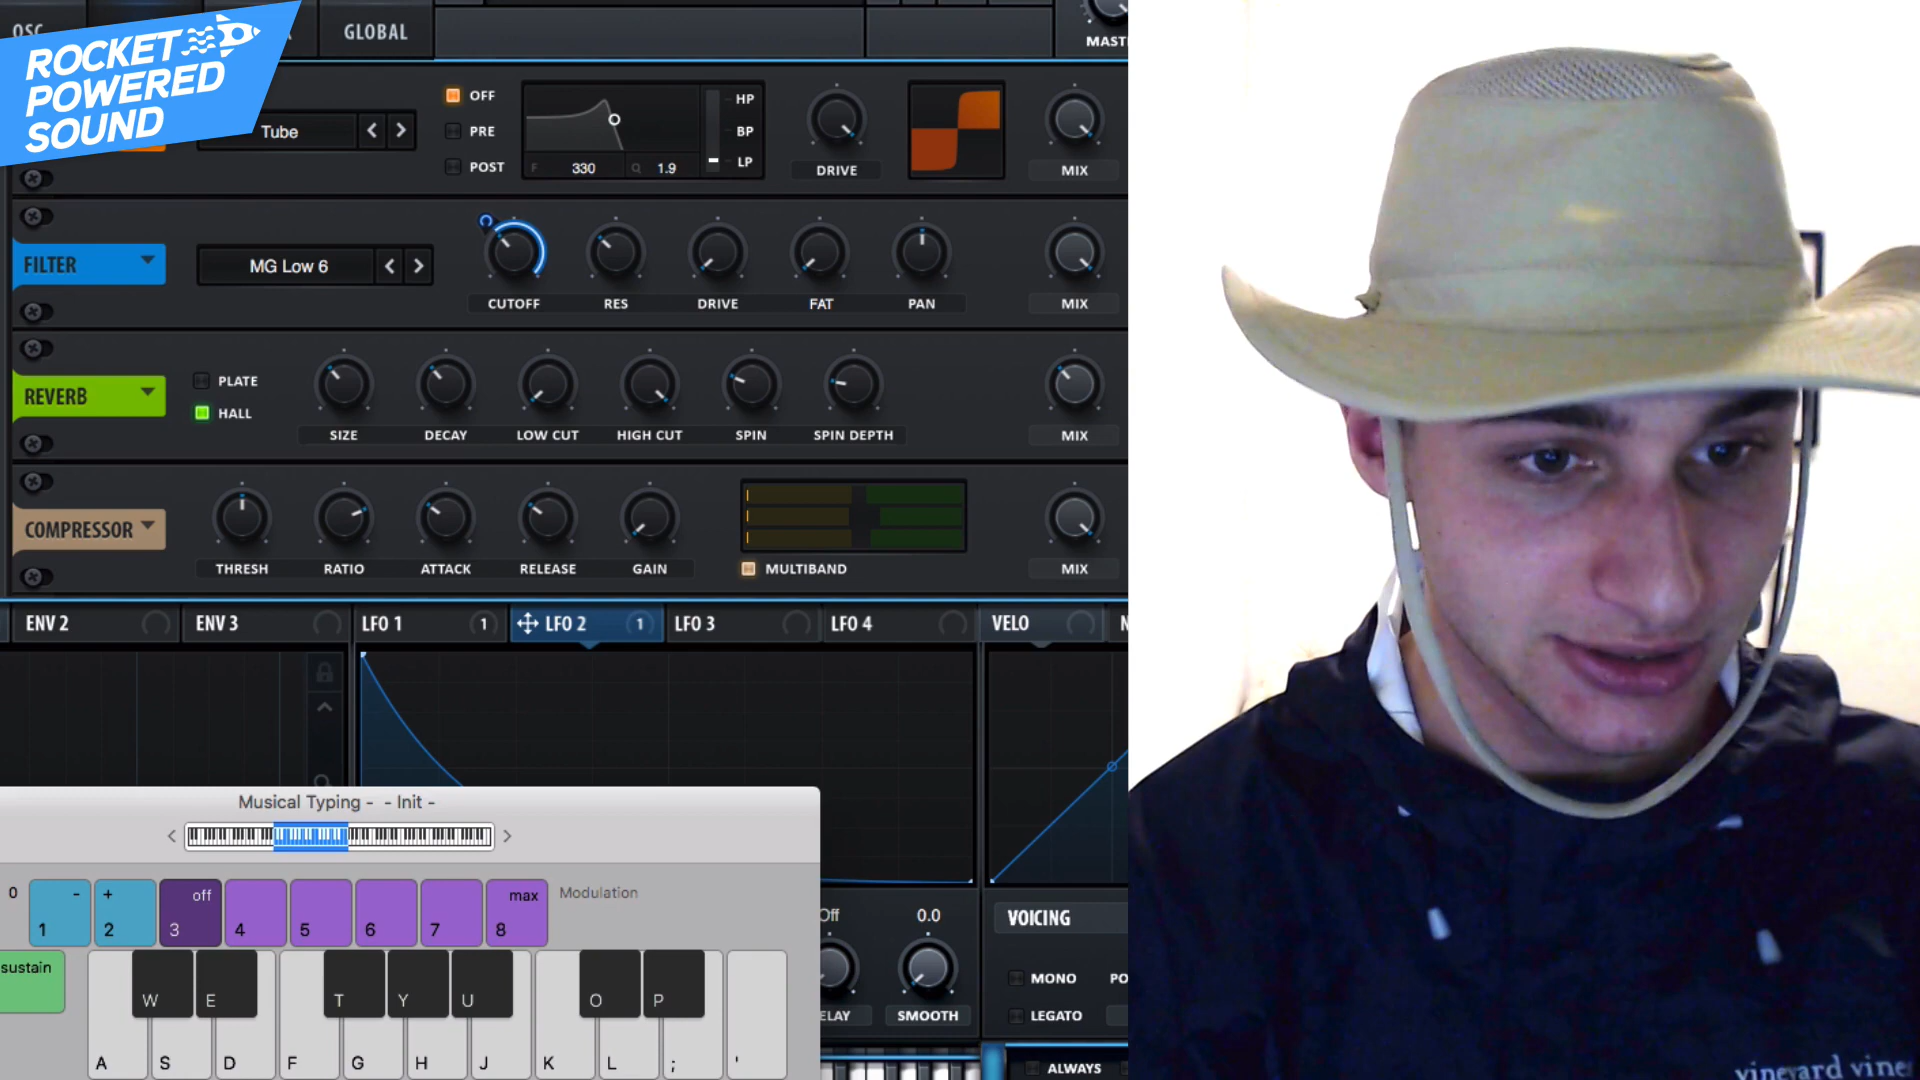 OSC
GLOBAL
MAST
ROCKET
POWERED
SOUND
Tube
OFF
PRE
POST
F 330 Q 1.9
HP
BP
LP
DRIVE
MIX
FILTER
MG Low 6
CUTOFF RES DRIVE FAT PAN MIX
REVERB
PLATE
HALL
SIZE DECAY LOW CUT HIGH CUT SPIN SPIN DEPTH MIX
COMPRESSOR
THRESH RATIO ATTACK RELEASE GAIN
MULTIBAND
MIX
ENV 2 ENV 3 LFO 1 1 LFO 2 1 LFO 3 LFO 4 VELO N
Musical Typing - - Init -
0 - + off max Modulation
1 2 3 4 5 6 7 8
sustain
W E T Y U O P
A S D F G H J K L ; '
Off 0.0
ELAY SMOOTH
VOICING
MONO PO
LEGATO
ALWAYS
vineyard vine